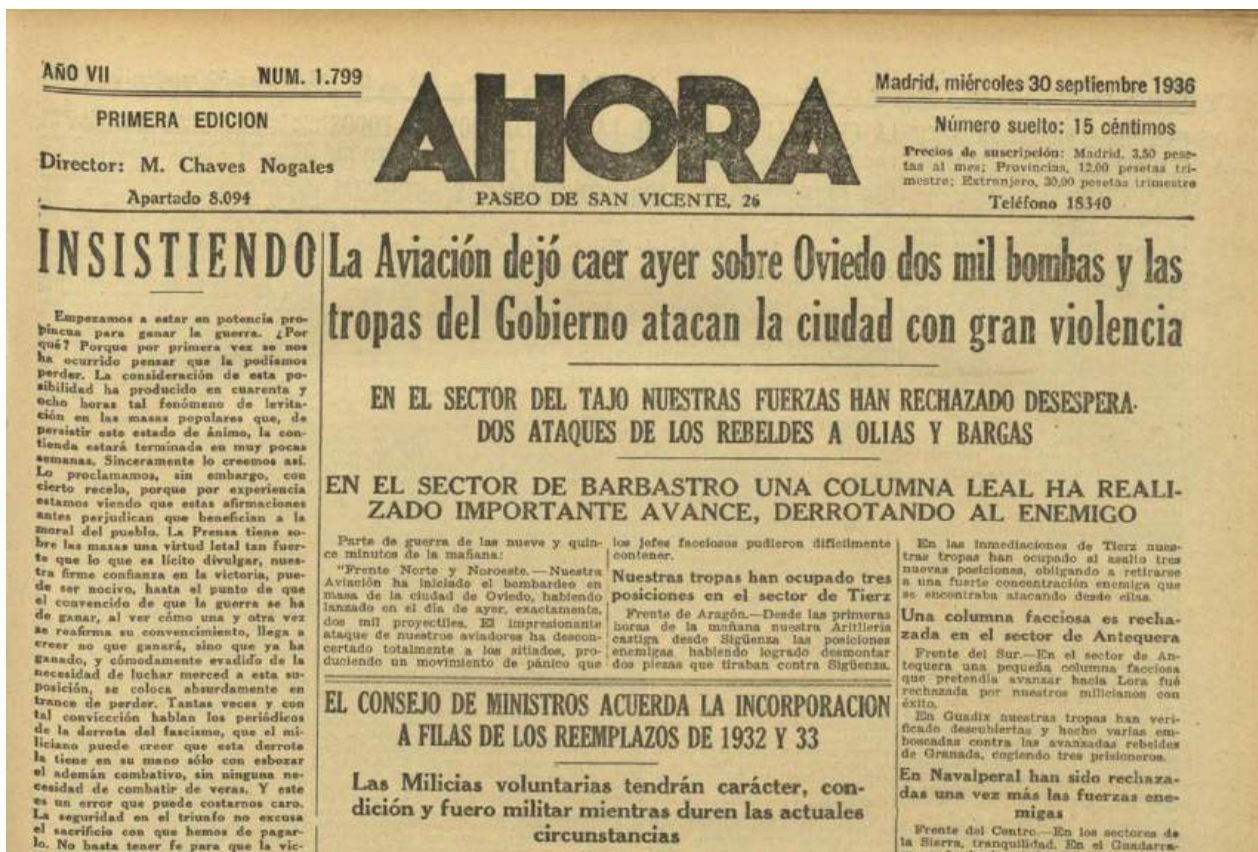 AÑO VII NUM. 1.799
PRIMERA EDICION
Director: M. Chaves Nogales
Apartado 8.094
AHORA
PASEO DE SAN VICENTE, 26
Madrid, miércoles 30 septiembre 1936
Número suelto: 15 céntimos
Precios de suscripción: Madrid, 3,50 pese-
tas al mes; Provincias, 12,00 pesetas tri-
mestre; Extranjero, 30,00 pesetas trimestre
Teléfono 18340
INSISTIENDO
Empezamos a estar en potencia pro-
pincua para ganar la guerra. ¿Por
qué? Porque por primera vez se nos
ha ocurrido pensar que la podíamos
perder. La consideración de esta po-
sibilidad ha producido en cuarenta y
ocho horas tal fenómeno de levita-
ción en las masas populares que, de
persistir este estado de ánimo, la con-
tienda estará terminada en muy pocas
semanas. Sinceramente lo creemos así.
Lo proclamamos, sin embargo, con
cierto recelo, porque por experiencia
estamos viendo que estas afirmaciones
antes perjudican que benefician a la
moral del pueblo. La Prensa tiene so-
bre las masas una virtud letal tan fuer-
te que lo que es lícito divulgar, nues-
tra firme confianza en la victoria, pue-
de ser nocivo, hasta el punto de que
el convencido de que la guerra se ha
de ganar, al ver cómo una y otra vez
se reafirma su convencimiento, llega a
creer no que ganará, sino que ya ha
ganado, y cómodamente evadido de la
necesidad de luchar merced a esta su-
posición, se coloca absurdamente en
trance de perder. Tantas veces y con
tal conviccción hablan los periódicos
de la derrota del fascismo, que el mi-
liciano puede creer que esta derrota
la tiene en su mano sólo con esbozar
el ademán combativo, sin ninguna ne-
cesidad de combatir de veras. Y este
es un error que puede costarnos caro.
La seguridad en el triunfo no excusa
el sacrificio con que hemos de pagar-
lo. No basta tener fe para que la vic-
La Aviación dejó caer ayer sobre Oviedo dos mil bombas y las
tropas del Gobierno atacan la ciudad con gran violencia
EN EL SECTOR DEL TAJO NUESTRAS FUERZAS HAN RECHAZADO DESESPERA-
DOS ATAQUES DE LOS REBELDES A OLIAS Y BARGAS
EN EL SECTOR DE BARBASTRO UNA COLUMNA LEAL HA REALI-
ZADO IMPORTANTE AVANCE, DERROTANDO AL ENEMIGO
Parte de guerra de las nueve y quin-
ce minutos de la mañana:
"Frente Norte y Noroeste.—Nuestra
Aviación ha iniciado el bombardeo en
masa de la ciudad de Oviedo, habiendo
lanzado en el día de ayer, exactamente,
dos mil proyectiles. El impresionante
ataque de nuestros aviadores ha descon-
certado totalmente a los sitiados, pro-
duciendo un movimiento de pánico que
los jefes facciosos pudieron difícilmente
contener.
Nuestras tropas han ocupado tres
posiciones en el sector de Tierz
Frente de Aragón.—Desde las primeras
horas de la mañana nuestra Artillería
castiga desde Sigüenza las posiciones
enemigas, habiendo logrado desmontar
dos piezas que tiraban contra Sigüenza.
En las inmediaciones de Tierz nues-
tras tropas han ocupado al asalto tres
nuevas posiciones, obligando a retirarse
a una fuerte concentración enemiga que
se encontraba atacando desde ellas.
Una columna facciosa es recha-
zada en el sector de Antequera
Frente del Sur.—En el sector de An-
tequera una pequeña columna facciosa
que pretendía avanzar hacia Lora fué
rechazada por nuestros milicianos con
éxito.
En Guadix nuestras tropas han veri-
ficado descubiertas y hecho varias em-
boscadas contra las avanzadas rebeldes
de Granada, cogiendo tres prisioneros.
En Navalperal han sido rechaza-
das una vez más las fuerzas ene-
migas
Frente del Centro.—En los sectores de
la Sierra, tranquilidad. En el Guadarra-
EL CONSEJO DE MINISTROS ACUERDA LA INCORPORACION
A FILAS DE LOS REEMPLAZOS DE 1932 Y 33
Las Milicias voluntarias tendrán carácter, con-
dición y fuero militar mientras duren las actuales
circunstancias